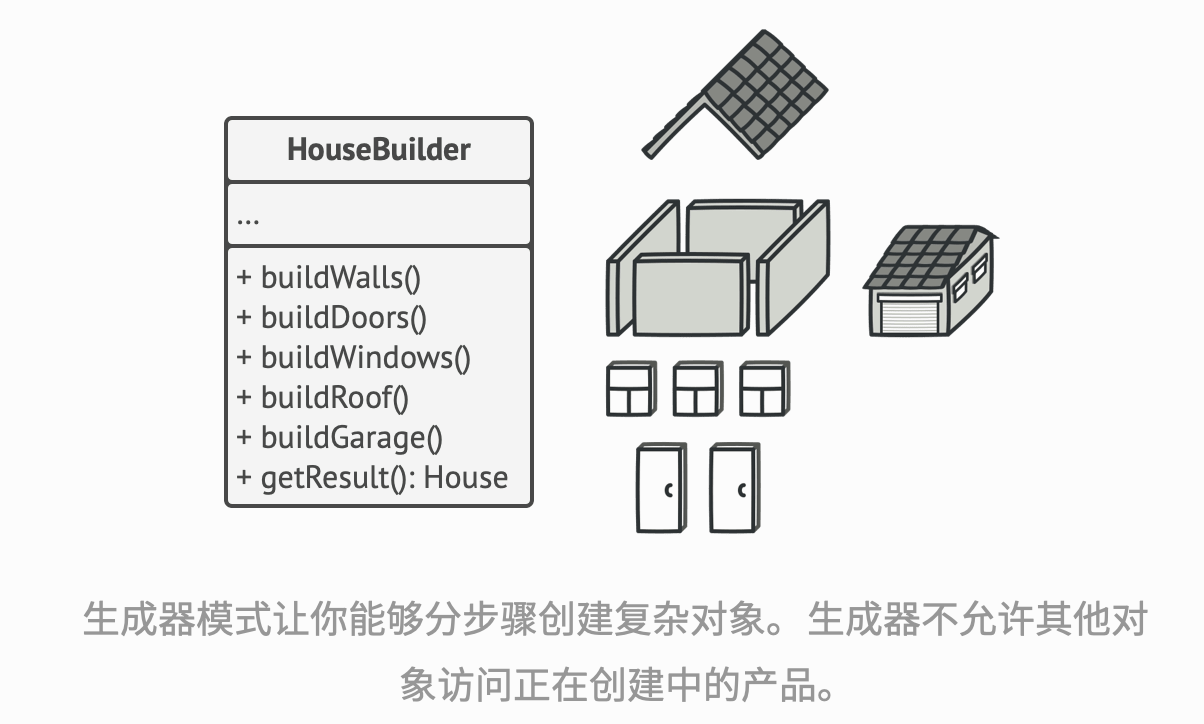 HouseBuilder
...
+ buildWalls()
+ buildDoors()
+ buildWindows()
+ buildRoof()
+ buildGarage()
+ getResult(): House
生成器模式让你能够分步骤创建复杂对象。 生成器不允许其他对
象访问正在创建中的产品。